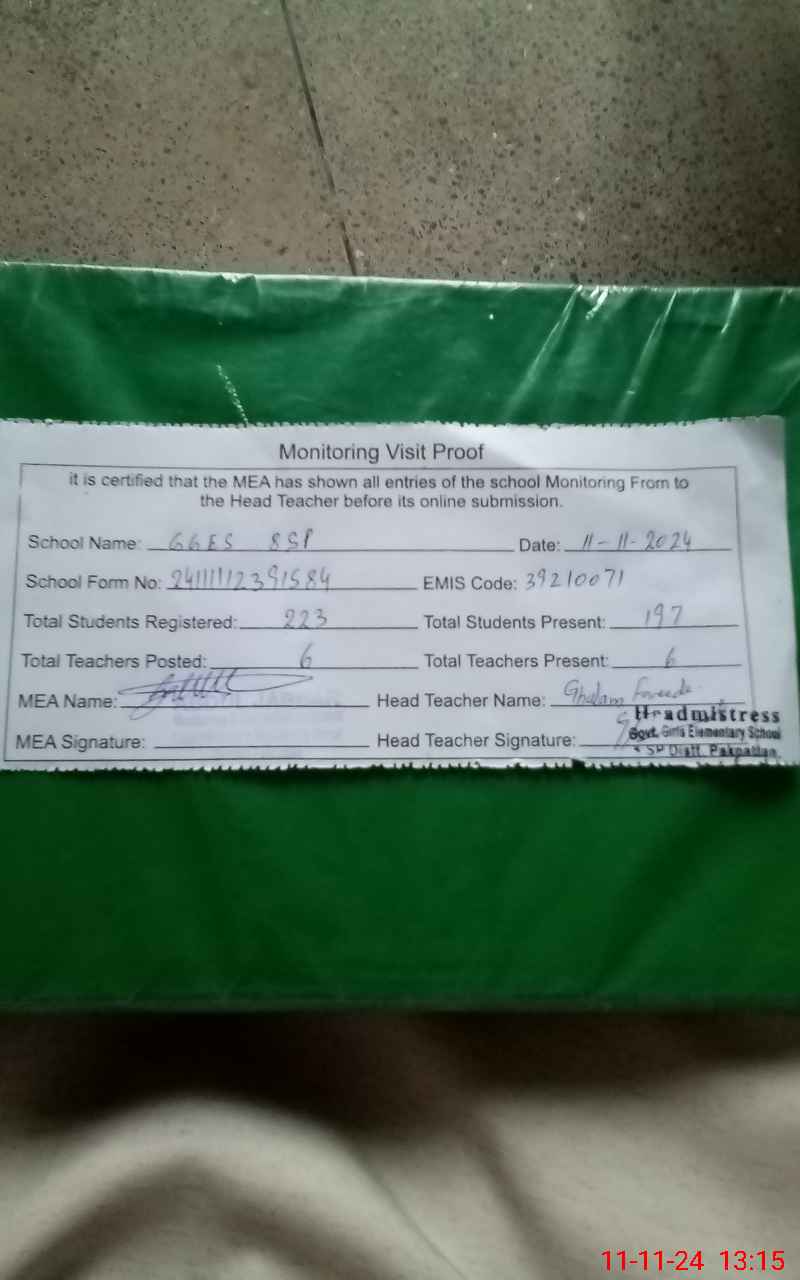 Monitoring Visit Proof
it is certified that the MEA has shown all entries of the school Monitoring From to
the Head Teacher before its online submission.
School Name: GGES 8SP Date: 11-11-2024
School Form No: 24111112391584 EMIS Code: 39210071
Total Students Registered: 223 Total Students Present: 197
Total Teachers Posted: 6 Total Teachers Present: 6
MEA Name: Head Teacher Name: Ghulam Fareeda
MEA Signature: Head Teacher Signature:
Headmistress
Govt. Girls Elementary School
SP Distt. Pakpattan
11-11-24 13:15